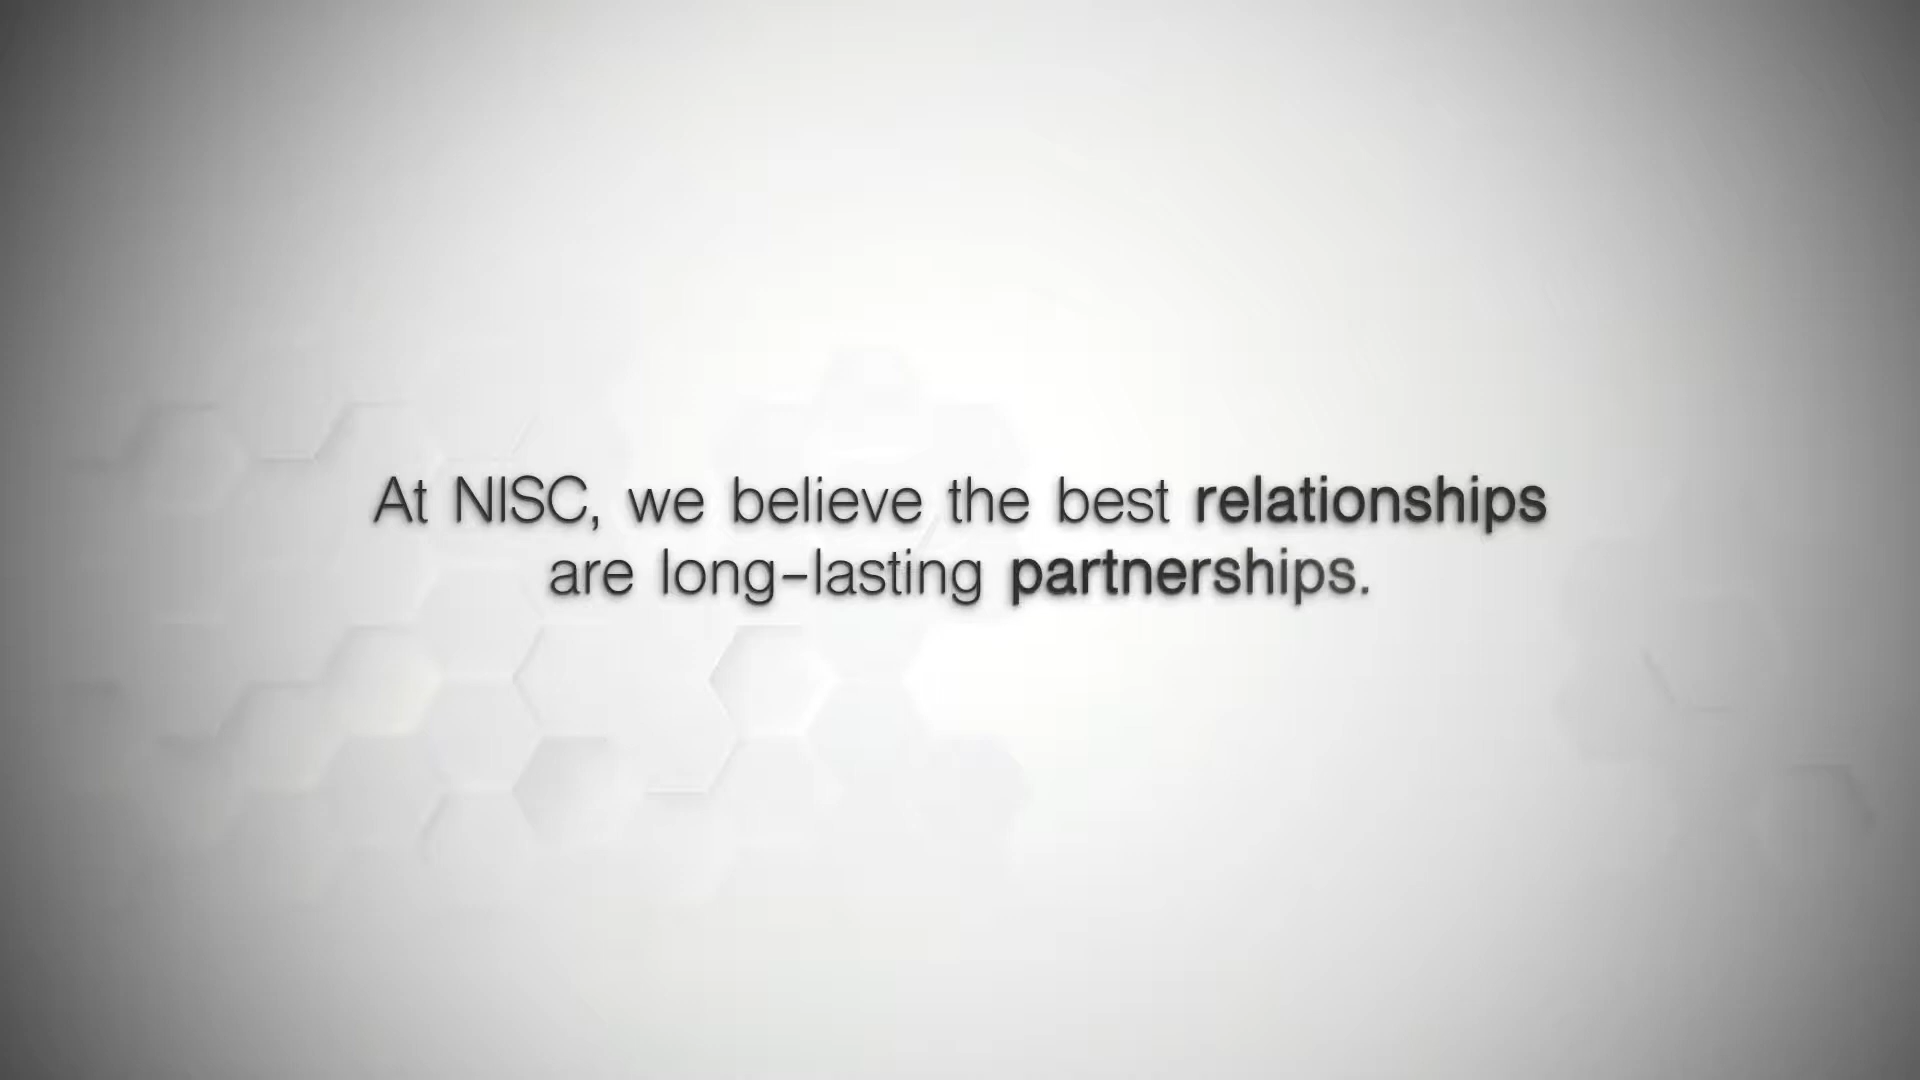 At NISC, we believe the best relationships
are long-lasting partnerships.